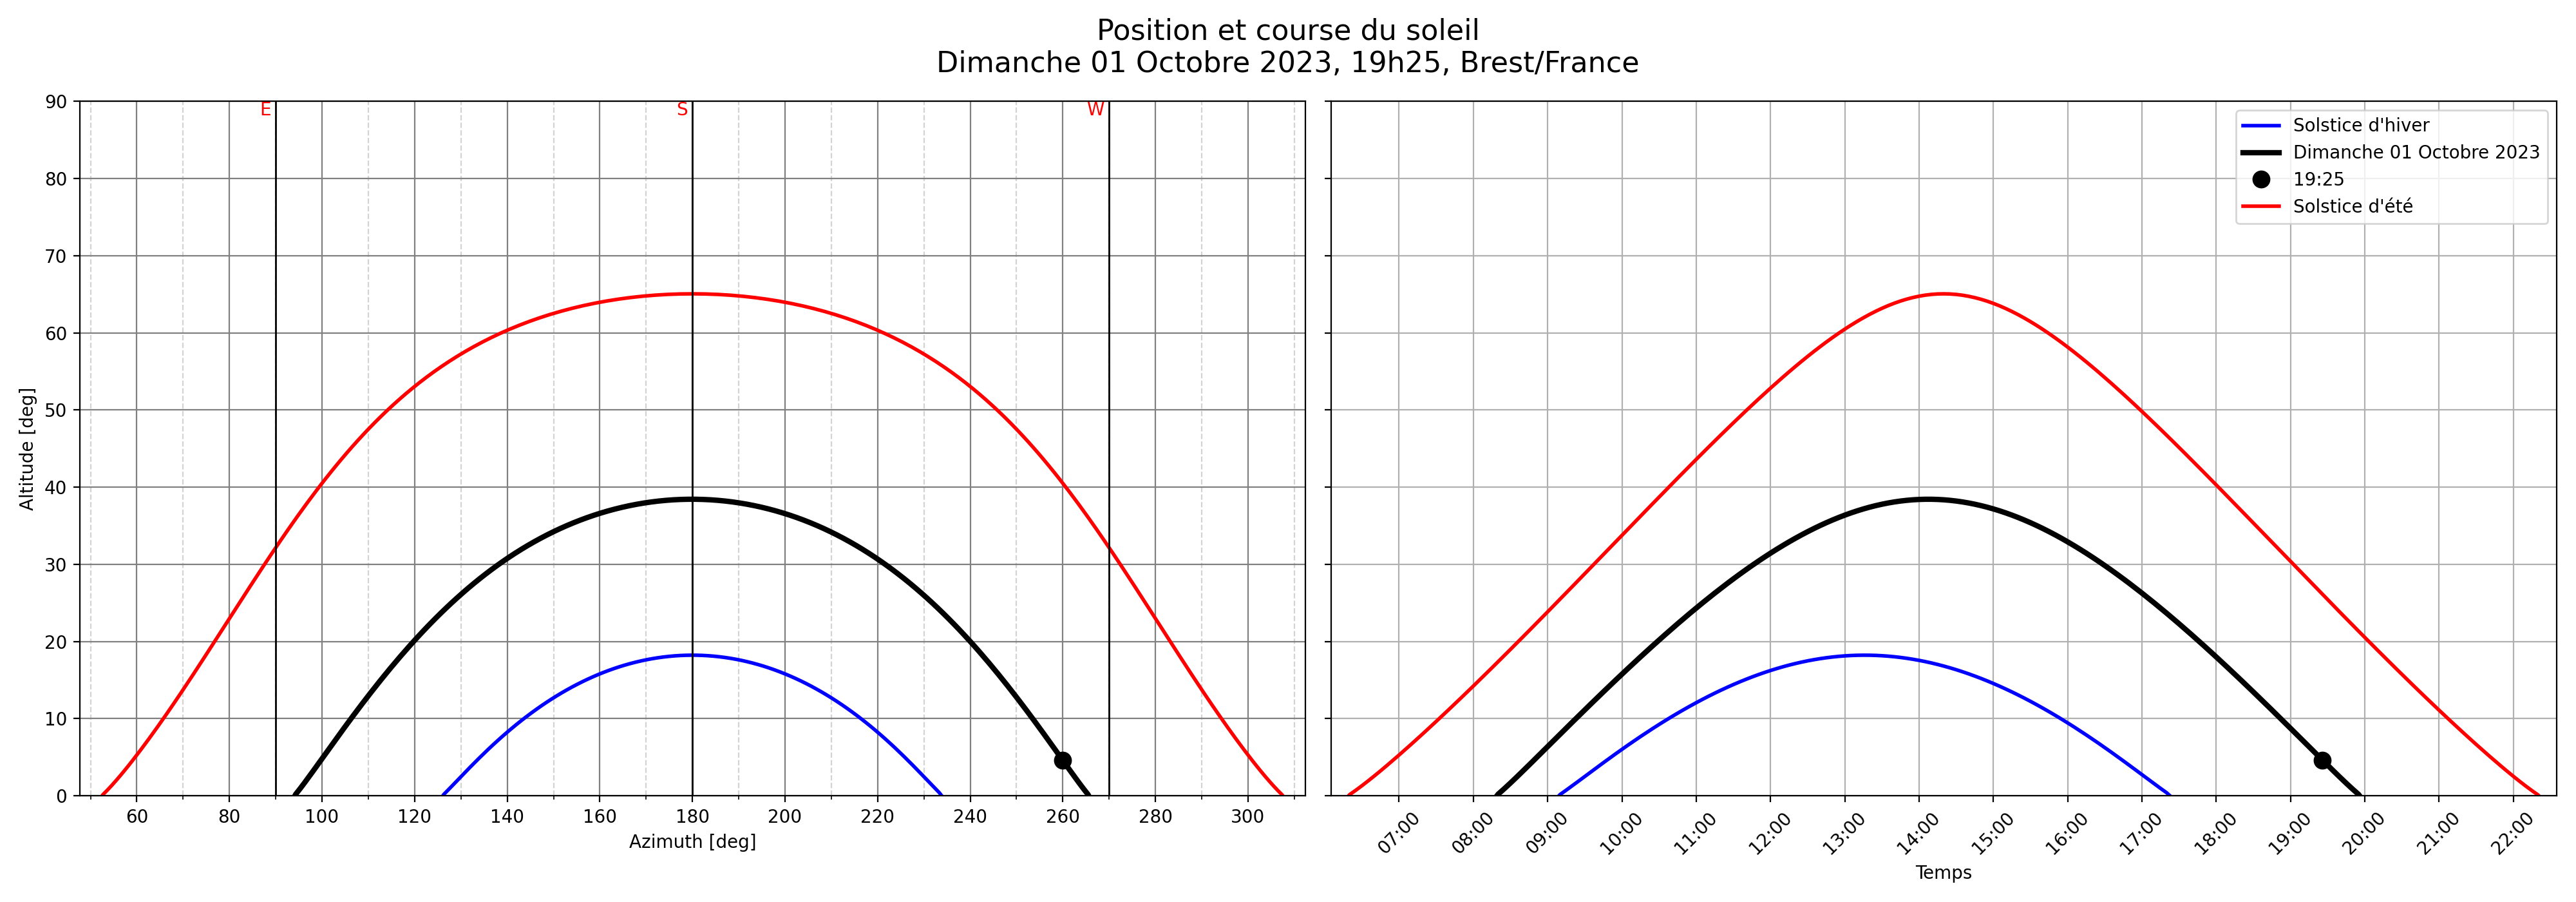 Position et course du soleil
Dimanche 01 Octobre 2023, 19h25, Brest/France
E
S
W
90
80
70
60
50
40
30
20
10
0
Altitude [deg]
60 80 100 120 140 160 180 200 220 240 260 280 300
Azimuth [deg]
Solstice d'hiver
Dimanche 01 Octobre 2023
19:25
Solstice d'été
07:00 08:00 09:00 10:00 11:00 12:00 13:00 14:00 15:00 16:00 17:00 18:00 19:00 20:00 21:00 22:00
Temps